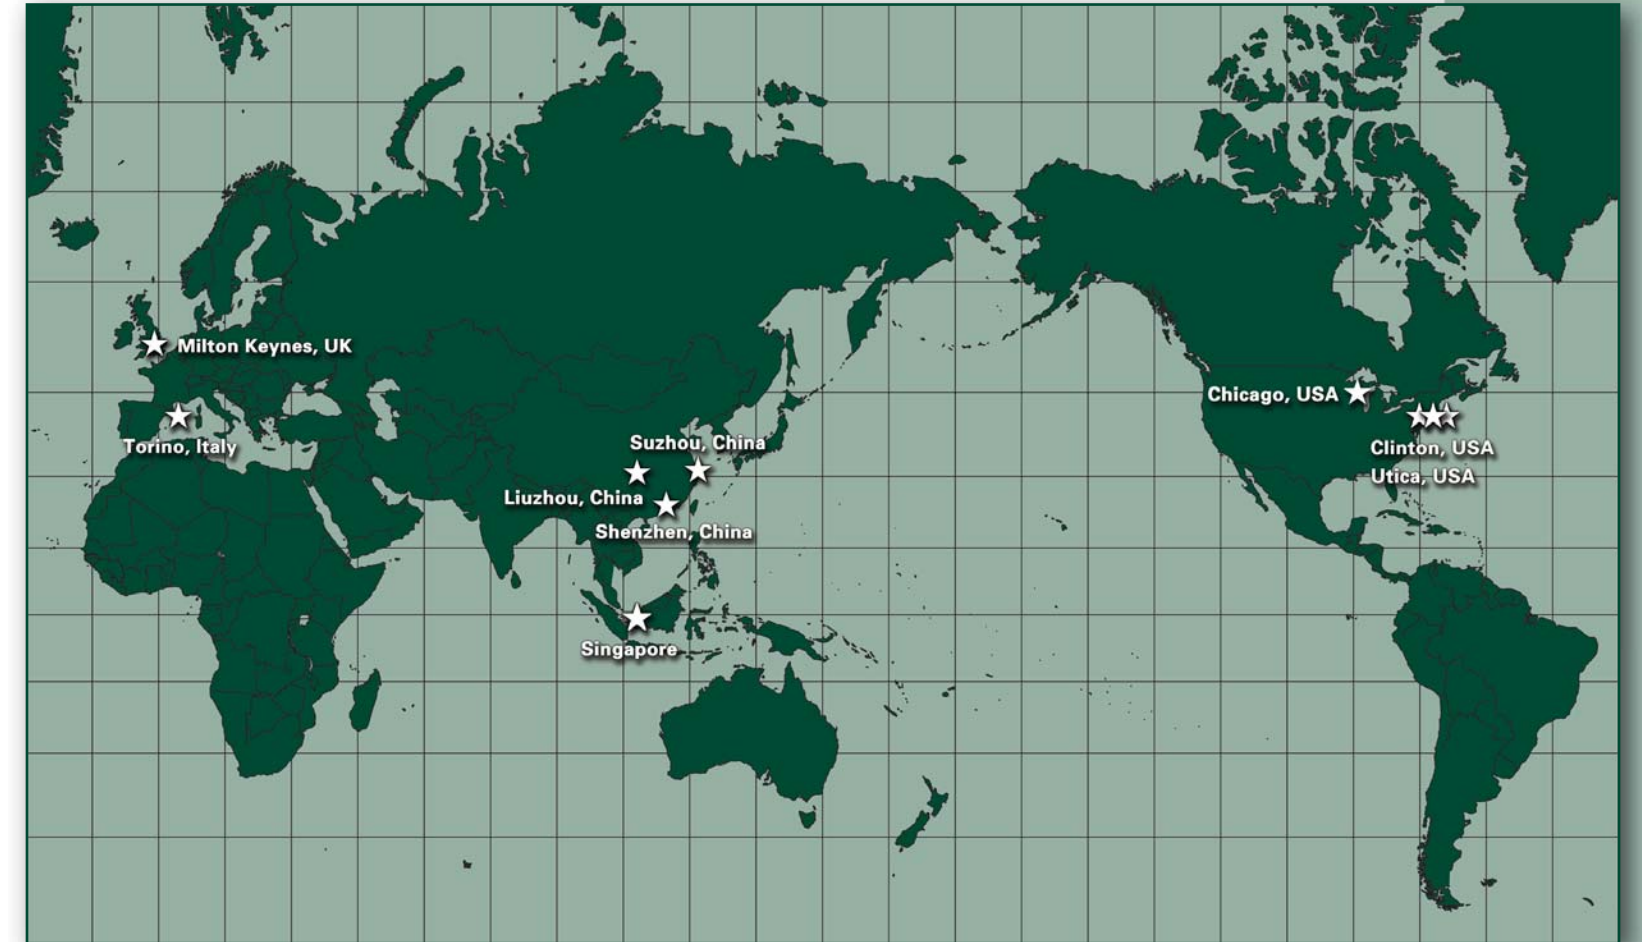 Milton Keynes, UK
Chicago, USA
Torino, Italy
Suzhou, China
Clinton, USA
Utica, USA
Liuzhou, China
Shenzhen, China
Singapore